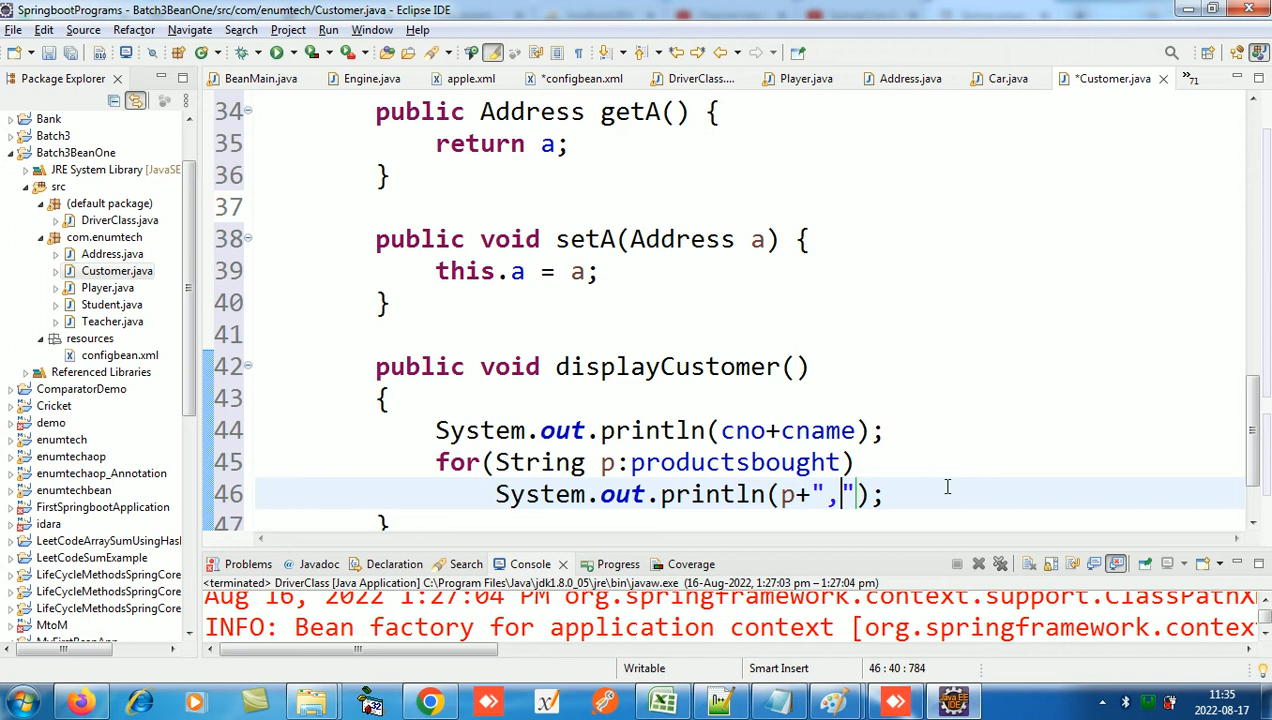 SpringbootPrograms - Batch3BeanOne/src/com/enumtech/Customer.java - Eclipse IDE
File Edit Source Refactor Navigate Search Project Run Window Help
Package Explorer
BeanMain.java Engine.java apple.xml *configbean.xml DriverClass.... Player.java Address.java Car.java *Customer.java »71
Bank
Batch3
Batch3BeanOne
JRE System Library [JavaSE
src
(default package)
DriverClass.java
com.enumtech
Address.java
Customer.java
Player.java
Student.java
Teacher.java
resources
configbean.xml
Referenced Libraries
ComparatorDemo
Cricket
demo
enumtech
enumtechaop
enumtechaop_Annotation
enumtechbean
FirstSpringApplication
idara
LeetCodeArraySumUsingHash
LeetCodeSumExample
LifeCycleMethodsSpringCore
LifeCycleMethodsSpringCore
LifeCycleMethodsSpringCore
MtoM
MyFirstBeanApp
34 public Address getA() {
35 return a;
36 }
37
38 public void setA(Address a) {
39 this.a = a;
40 }
41
42 public void displayCustomer()
43 {
44 System.out.println(cno+cname);
45 for(String p:productsbought)
46 System.out.println(p+",");
47 }
Problems Javadoc Declaration Search Console Progress Coverage
<terminated> DriverClass [Java Application] C:\Program Files\Java\jdk1.8.0_05\jre\bin\javaw.exe (16-Aug-2022, 1:27:03 PM – 1:27:04 PM)
Aug 16, 2022 1:27:04 PM org.springframework.context.support.ClassPathX
INFO: Bean factory for application context [org.springframework.contex
Writable Smart Insert 46 : 40 : 784
11:35
2022-08-17